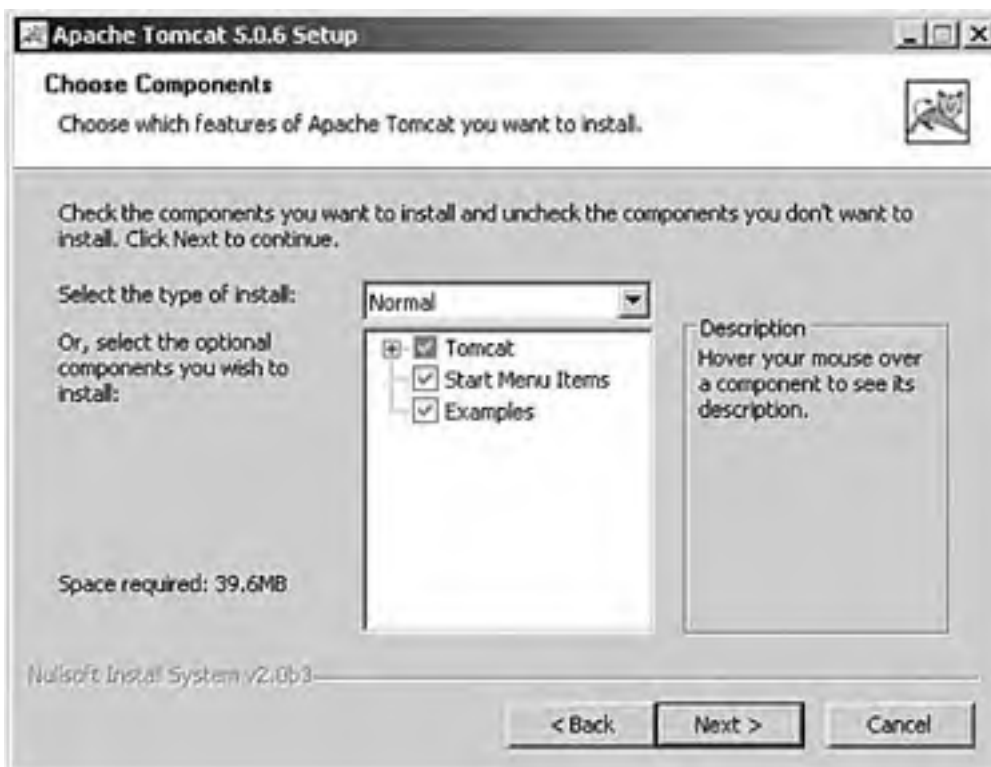 Apache Tomcat 5.0.6 Setup
Choose Components
Choose which features of Apache Tomcat you want to install.
Check the components you want to install and uncheck the components you don't want to
install. Click Next to continue.
Select the type of install:
Normal
Or, select the optional
components you wish to
install:
Tomcat
Start Menu Items
Examples
Description
Hover your mouse over
a component to see its
description.
Space required: 39.6MB
Nullsoft Install System v2.0b3
< Back
Next >
Cancel